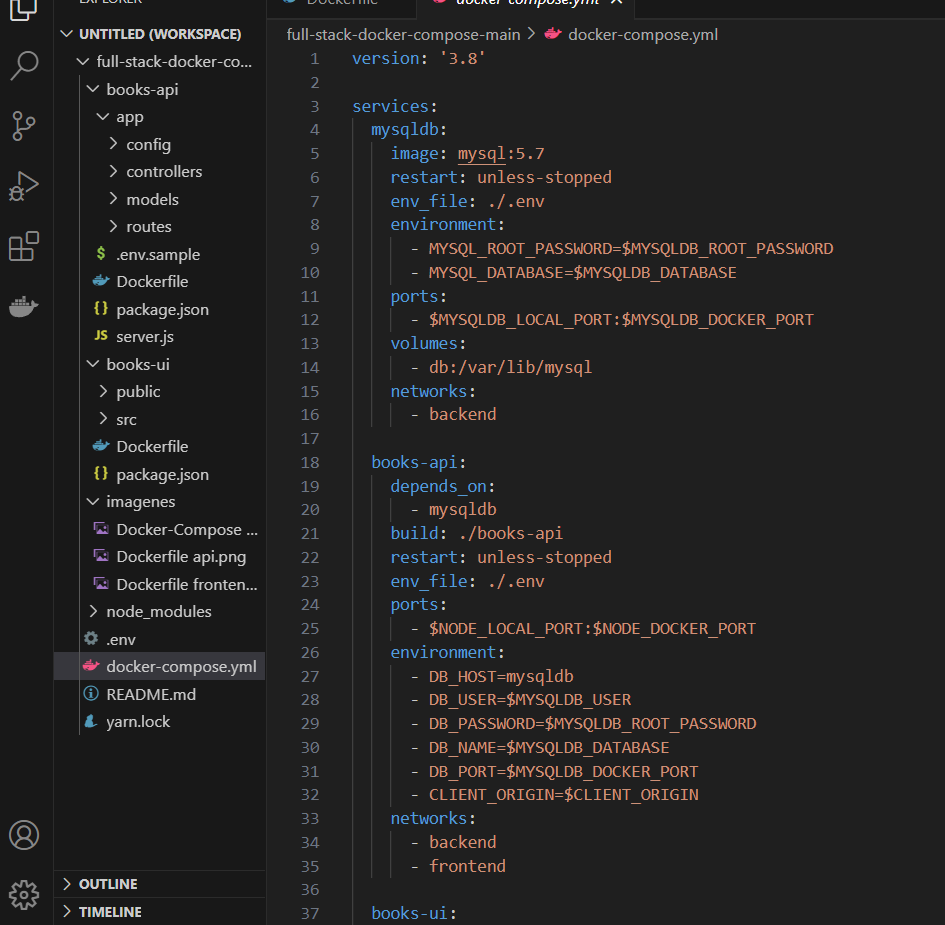 EXPLORER
UNTITLED (WORKSPACE)
full-stack-docker-co...
books-api
app
config
controllers
models
routes
$ .env.sample
Dockerfile
{} package.json
JS server.js
books-ui
public
src
Dockerfile
{} package.json
imagenes
Docker-Compose ...
Dockerfile api.png
Dockerfile fronten...
node_modules
.env
docker-compose.yml
README.md
yarn.lock
OUTLINE
TIMELINE
Dockerfile
docker-compose.yml
full-stack-docker-compose-main > docker-compose.yml
1 version: '3.8'
2
3 services:
4 mysqldb:
5 image: mysql:5.7
6 restart: unless-stopped
7 env_file: ./.env
8 environment:
9 - MYSQL_ROOT_PASSWORD=$MYSQLDB_ROOT_PASSWORD
10 - MYSQL_DATABASE=$MYSQLDB_DATABASE
11 ports:
12 - $MYSQLDB_LOCAL_PORT:$MYSQLDB_DOCKER_PORT
13 volumes:
14 - db:/var/lib/mysql
15 networks:
16 - backend
17
18 books-api:
19 depends_on:
20 - mysqldb
21 build: ./books-api
22 restart: unless-stopped
23 env_file: ./.env
24 ports:
25 - $NODE_LOCAL_PORT:$NODE_DOCKER_PORT
26 environment:
27 - DB_HOST=mysqldb
28 - DB_USER=$MYSQLDB_USER
29 - DB_PASSWORD=$MYSQLDB_ROOT_PASSWORD
30 - DB_NAME=$MYSQLDB_DATABASE
31 - DB_PORT=$MYSQLDB_DOCKER_PORT
32 - CLIENT_ORIGIN=$CLIENT_ORIGIN
33 networks:
34 - backend
35 - frontend
36
37 books-ui: